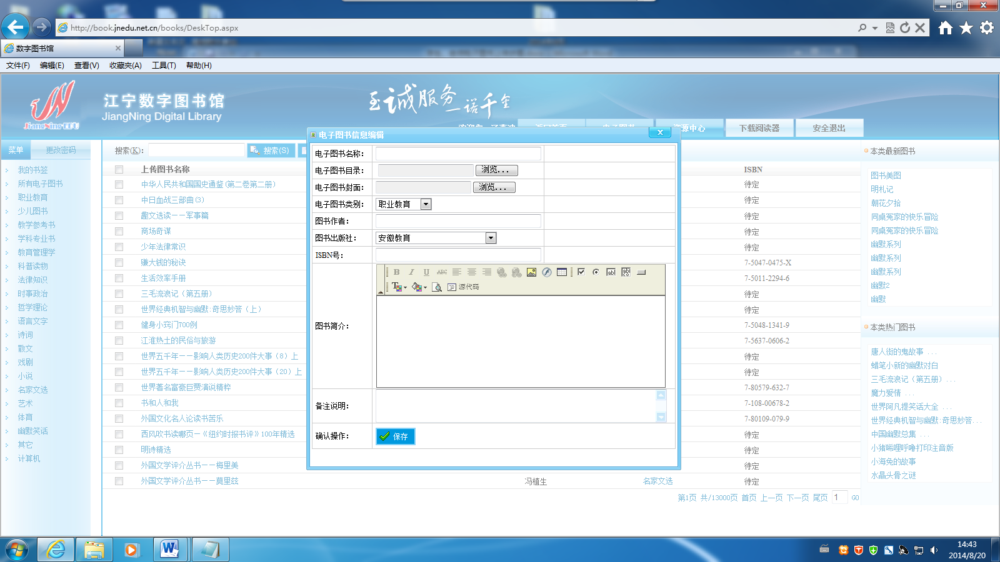 http://book.jnedu.net.cn/books/DeskTop.aspx
数字图书馆
文件(F) 编辑(E) 查看(V) 收藏夹(A) 工具(T) 帮助(H)
江宁数字图书馆
JiangNing Digital Library
至诚服务一诺千金
资源中心 下载阅读器 安全退出
菜单 更改密码
我的书签
所有电子图书
职业教育
少儿图书
教学参考书
学科专业书
教育管理学
科普读物
法律知识
时事政治
哲学理论
语言文字
诗词
散文
戏剧
小说
名家文选
艺术
体育
幽默笑话
其它
计算机
搜索(K): 搜索(S)
上传图书名称 ISBN
中华人民共和国国史通鉴(第二卷第二册) 待定
中日血战三部曲(3) 待定
趣文选读——军事篇 待定
商场奇谋 待定
少年法律常识 待定
赚大钱的秘诀 7-5047-0475-X
生活效率手册 7-5011-2294-6
三毛流浪记（第五册） 待定
世界经典机智与幽默:奇思妙答（上） 待定
健身小窍门700例 7-5048-1341-9
江淮热土的民俗与旅游 7-5637-0606-2
世界五千年——影响人类历史200件大事（8）上 待定
世界五千年——影响人类历史200件大事（20）上 待定
世界著名富豪巨贾演说精粹 7-80579-632-7
书和人和我 7-108-00678-2
外国文化名人论读书苦乐 7-80109-079-9
西风吹书读哪页—《纽约时报书评》100年精选 待定
明诗精选 待定
外国文学评介丛书——梅里美 待定
外国文学评介丛书——莫里兹 冯植生 名家文选 待定
第1页 共/13000页 首页 上一页 下一页 尾页 1 GO
电子图书信息编辑
电子图书名称:
电子图书目录: 浏览...
电子图书封面: 浏览...
电子图书类别: 职业教育
图书作者:
图书出版社: 安徽教育
ISBN号:
B I U ABC
源代码
图书简介:
备注说明:
确认操作: 保存
本类最新图书
图书美图
明札记
朝花夕拾
同桌冤家的快乐冒险
同桌冤家的快乐冒险
幽默系列
幽默系列
幽默系列
幽默2
幽默
本类热门图书
唐人街的鬼故事 ...
蜡笔小新的幽默对白
三毛流浪记（第五册）...
魔力爱情 ...
世界阿凡提笑话大全 ...
世界经典机智与幽默:奇思妙答...
中国幽默总集 ...
小猪唏哩呼噜打印注音版
小海兔的故事
水晶头骨之谜
14:43
2014/8/20